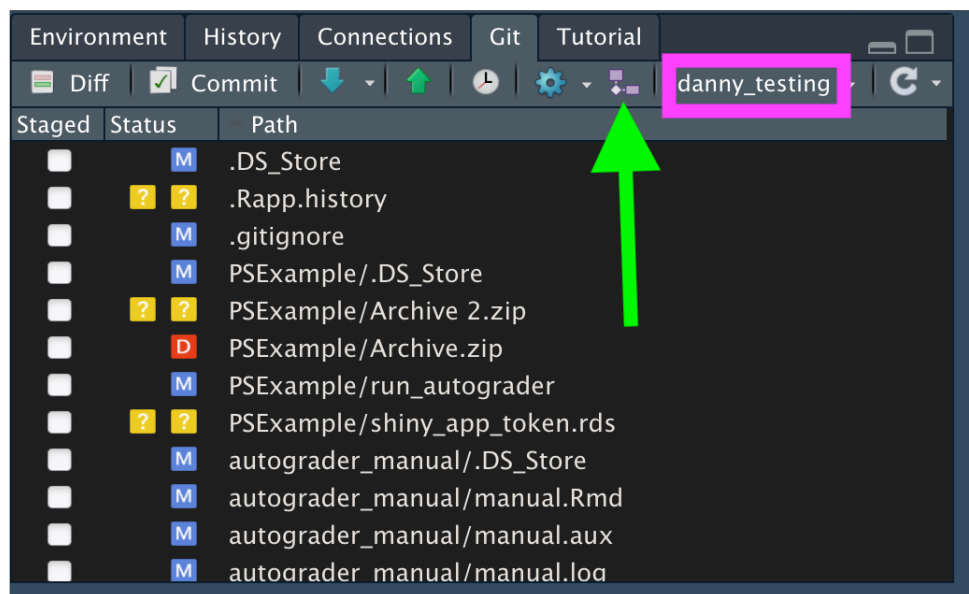 Environment History Connections Git Tutorial
Diff Commit danny_testing
Staged Status Path
M .DS_Store
? ? .Rapp.history
M .gitignore
M PSExample/.DS_Store
? ? PSExample/Archive 2.zip
D PSExample/Archive.zip
M PSExample/run_autograder
? ? PSExample/shiny_app_token.rds
M autograder_manual/.DS_Store
M autograder_manual/manual.Rmd
M autograder_manual/manual.aux
M autograder_manual/manual.log